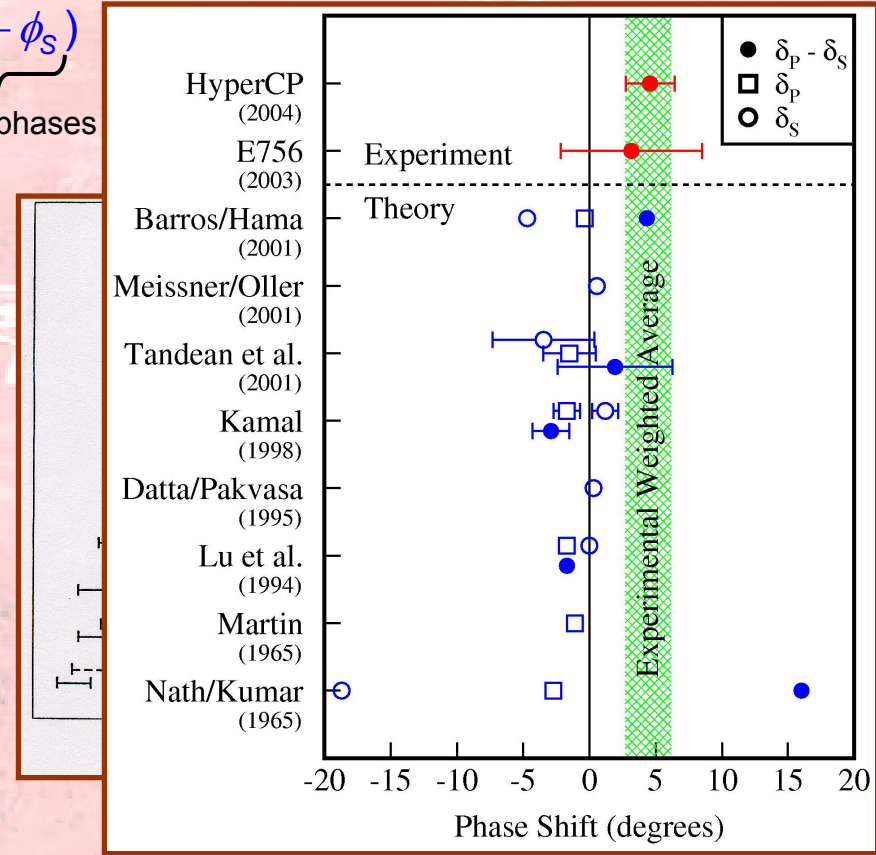 - ϕS)
phases
HyperCP
(2004)
E756
(2003)
Barros/Hama
(2001)
Meissner/Oller
(2001)
Tandean et al.
(2001)
Kamal
(1998)
Datta/Pakvasa
(1995)
Lu et al.
(1994)
Martin
(1965)
Nath/Kumar
(1965)
Experiment
Theory
Experimental Weighted Average
δP - δS
δP
δS
-20 -15 -10 -5 0 5 10 15 20
Phase Shift (degrees)